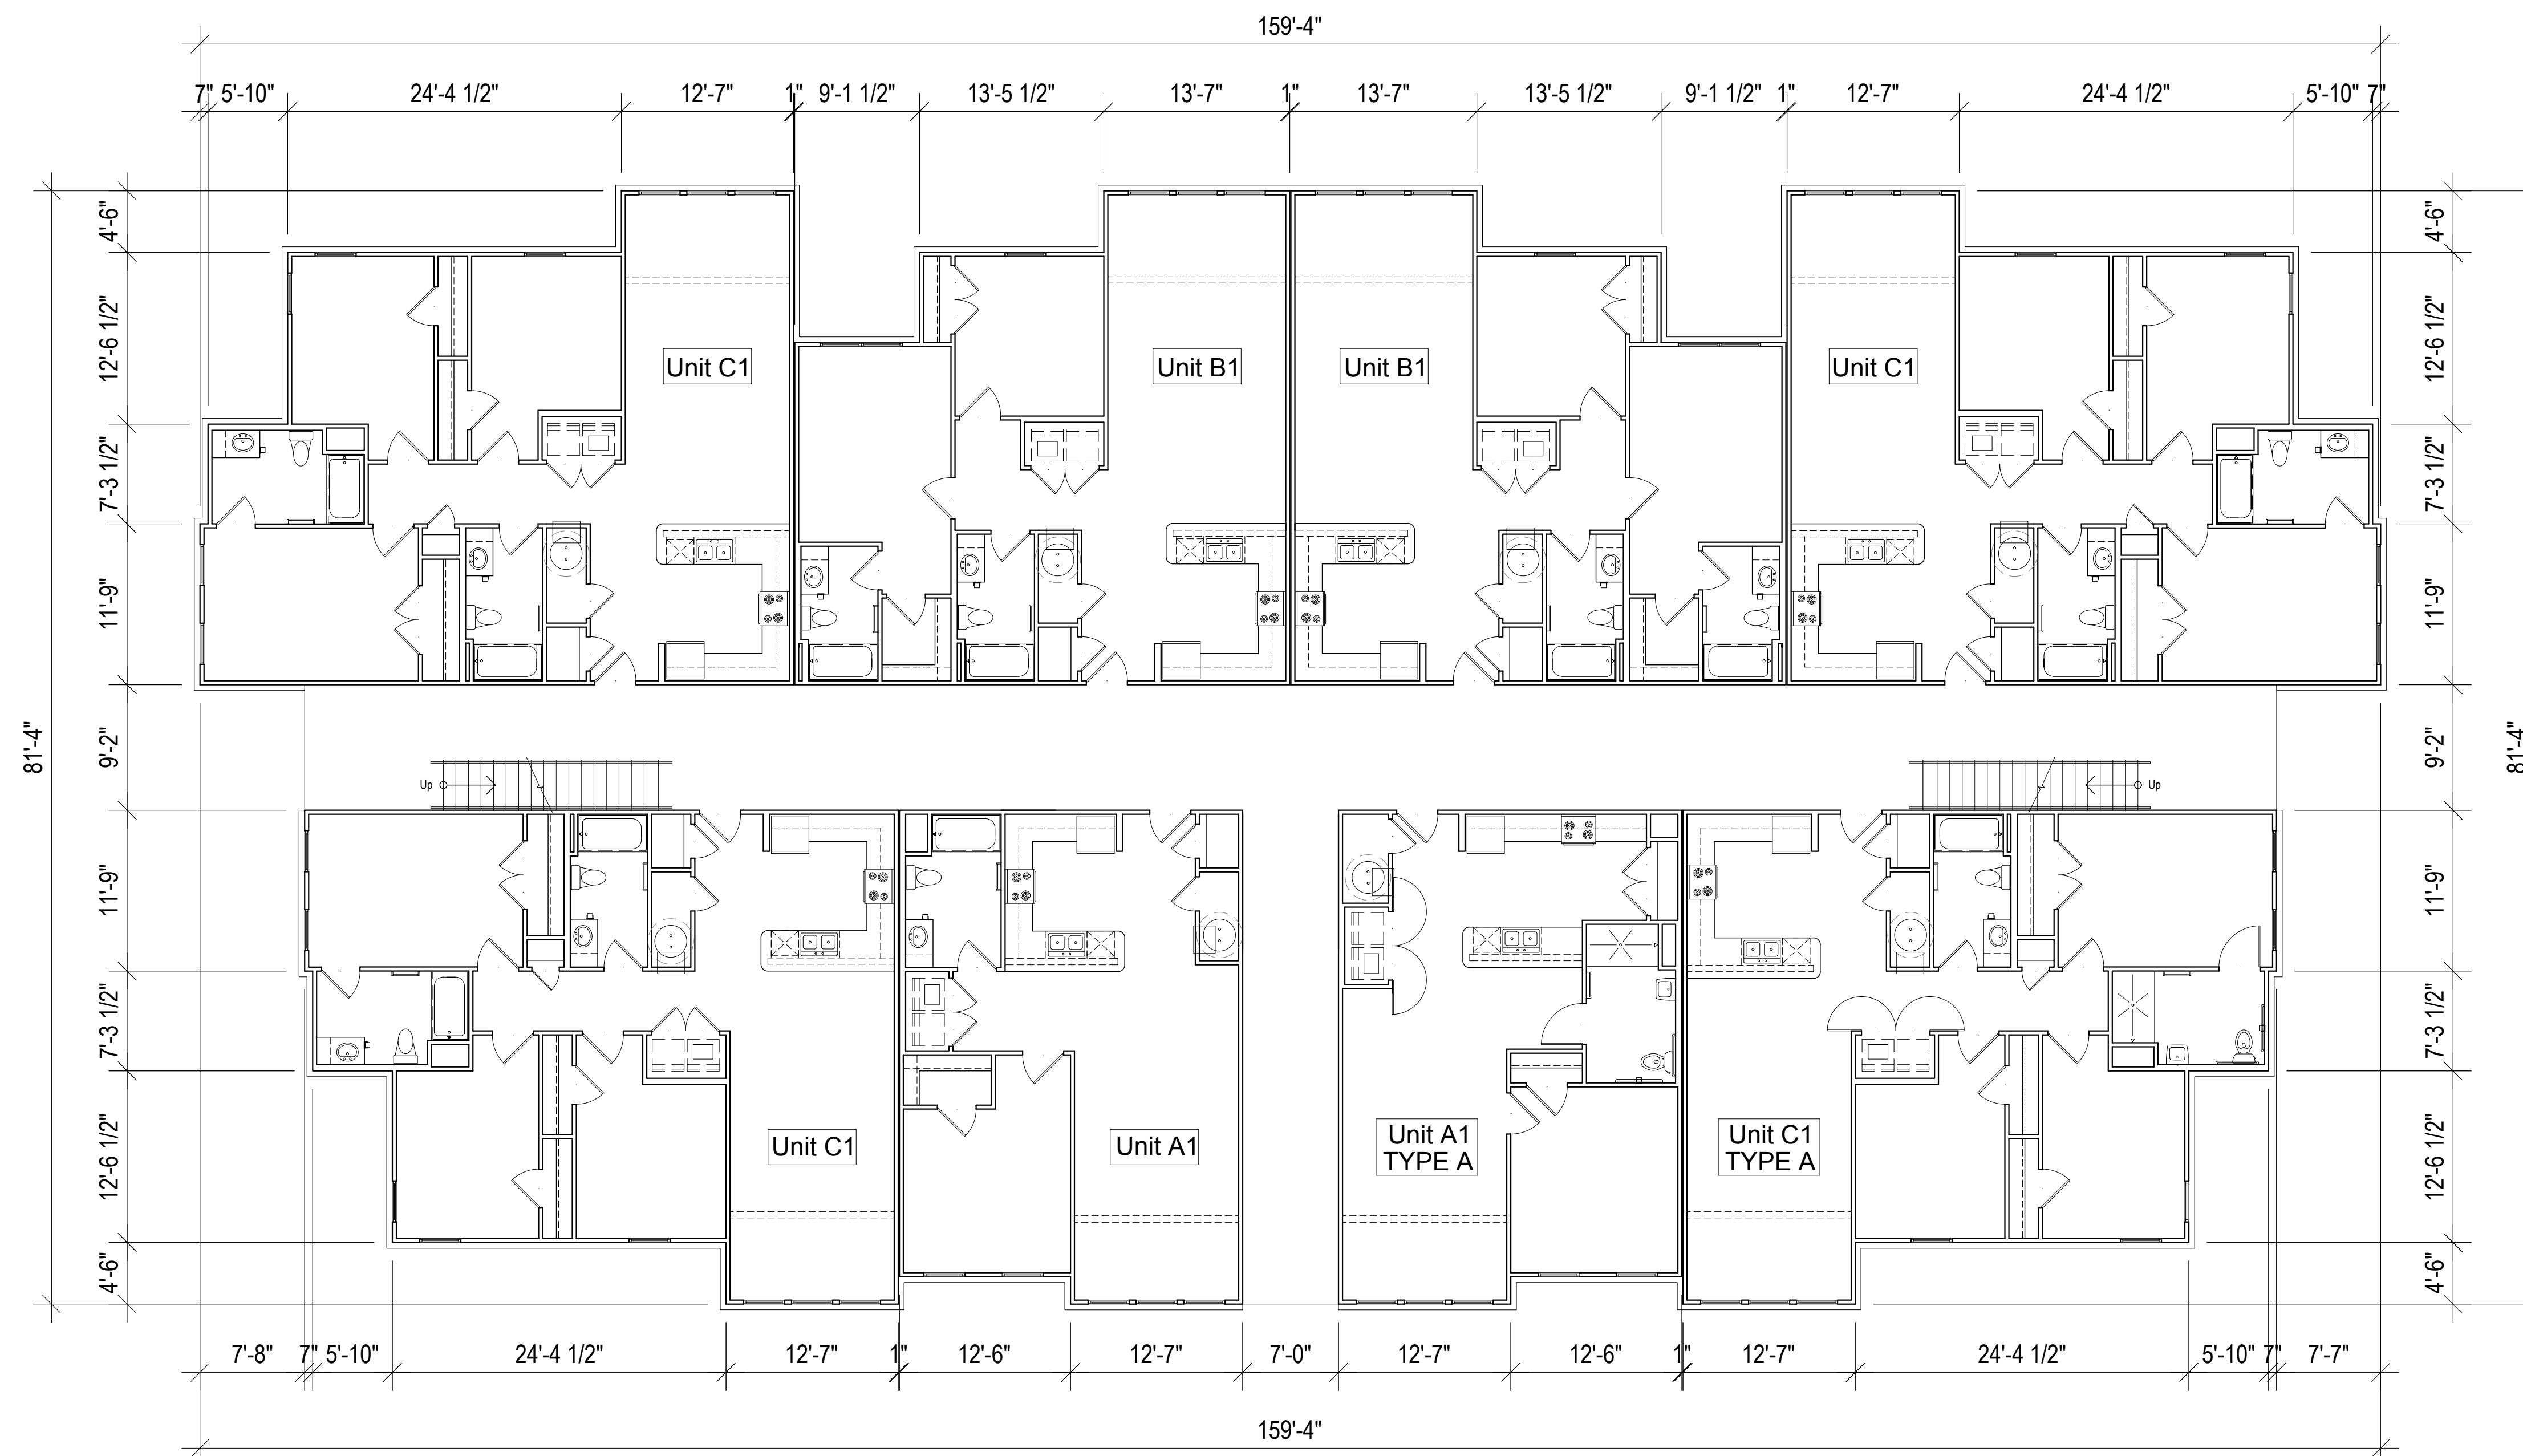 159'-4"
7" 5'-10" 24'-4 1/2" 12'-7" 1" 9'-1 1/2" 13'-5 1/2" 13'-7" 1" 13'-7" 13'-5 1/2" 9'-1 1/2" 1" 12'-7" 24'-4 1/2" 5'-10" 7"
4'-6"
12'-6 1/2"
7'-3 1/2"
11'-9"
9'-2"
11'-9"
7'-3 1/2"
12'-6 1/2"
4'-6"
81'-4"
Unit C1
Unit B1
Unit B1
Unit C1
Up
Up
Unit C1
Unit A1
Unit A1
TYPE A
Unit C1
TYPE A
4'-6"
12'-6 1/2"
7'-3 1/2"
11'-9"
9'-2"
11'-9"
7'-3 1/2"
12'-6 1/2"
4'-6"
81'-4"
7'-8" 7" 5'-10" 24'-4 1/2" 12'-7" 1" 12'-6" 12'-7" 7'-0" 12'-7" 12'-6" 1" 12'-7" 24'-4 1/2" 5'-10" 7" 7'-7"
159'-4"